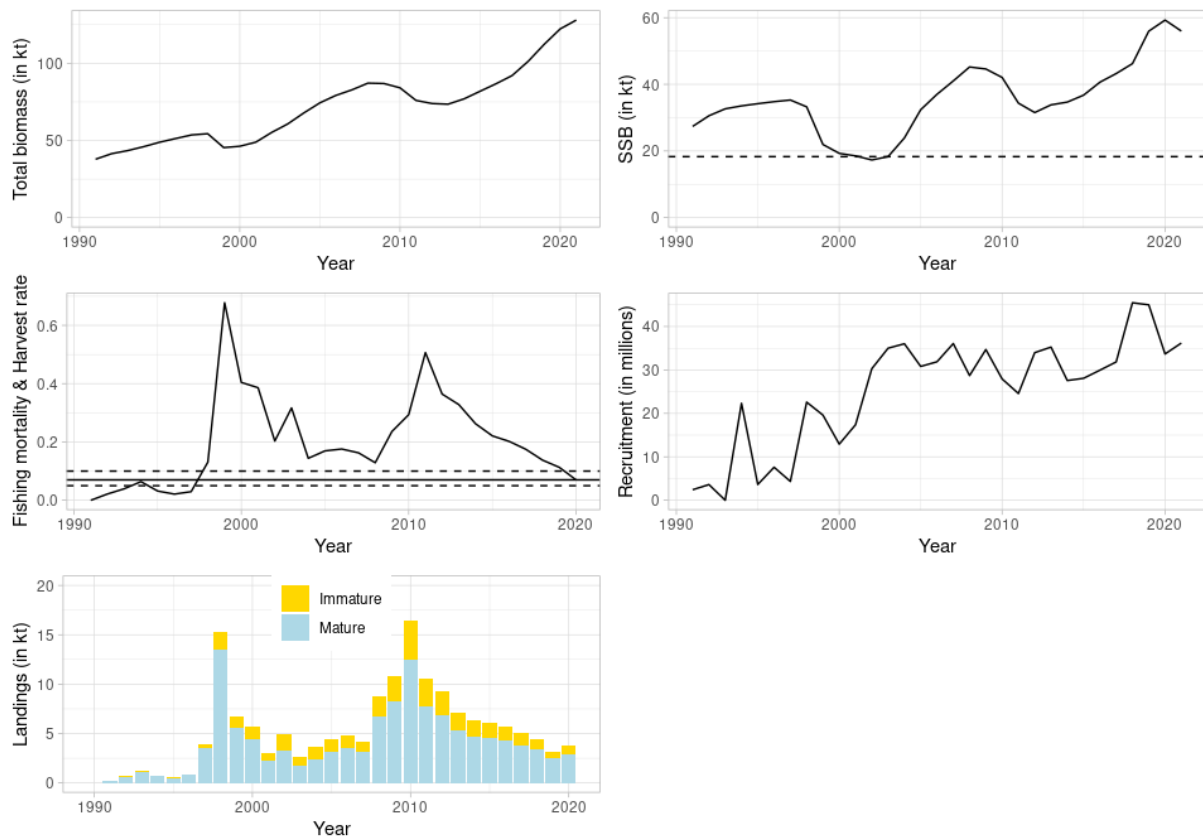 Total biomass (in kt)
100
50
0
1990 2000 2010 2020
Year
SSB (in kt)
60
40
20
0
1990 2000 2010 2020
Year
Fishing mortality & Harvest rate
0.6
0.4
0.2
0.0
1990 2000 2010 2020
Year
Recruitment (in millions)
40
30
20
10
0
1990 2000 2010 2020
Year
Landings (in kt)
20
15
10
5
0
Immature
Mature
1990 2000 2010 2020
Year